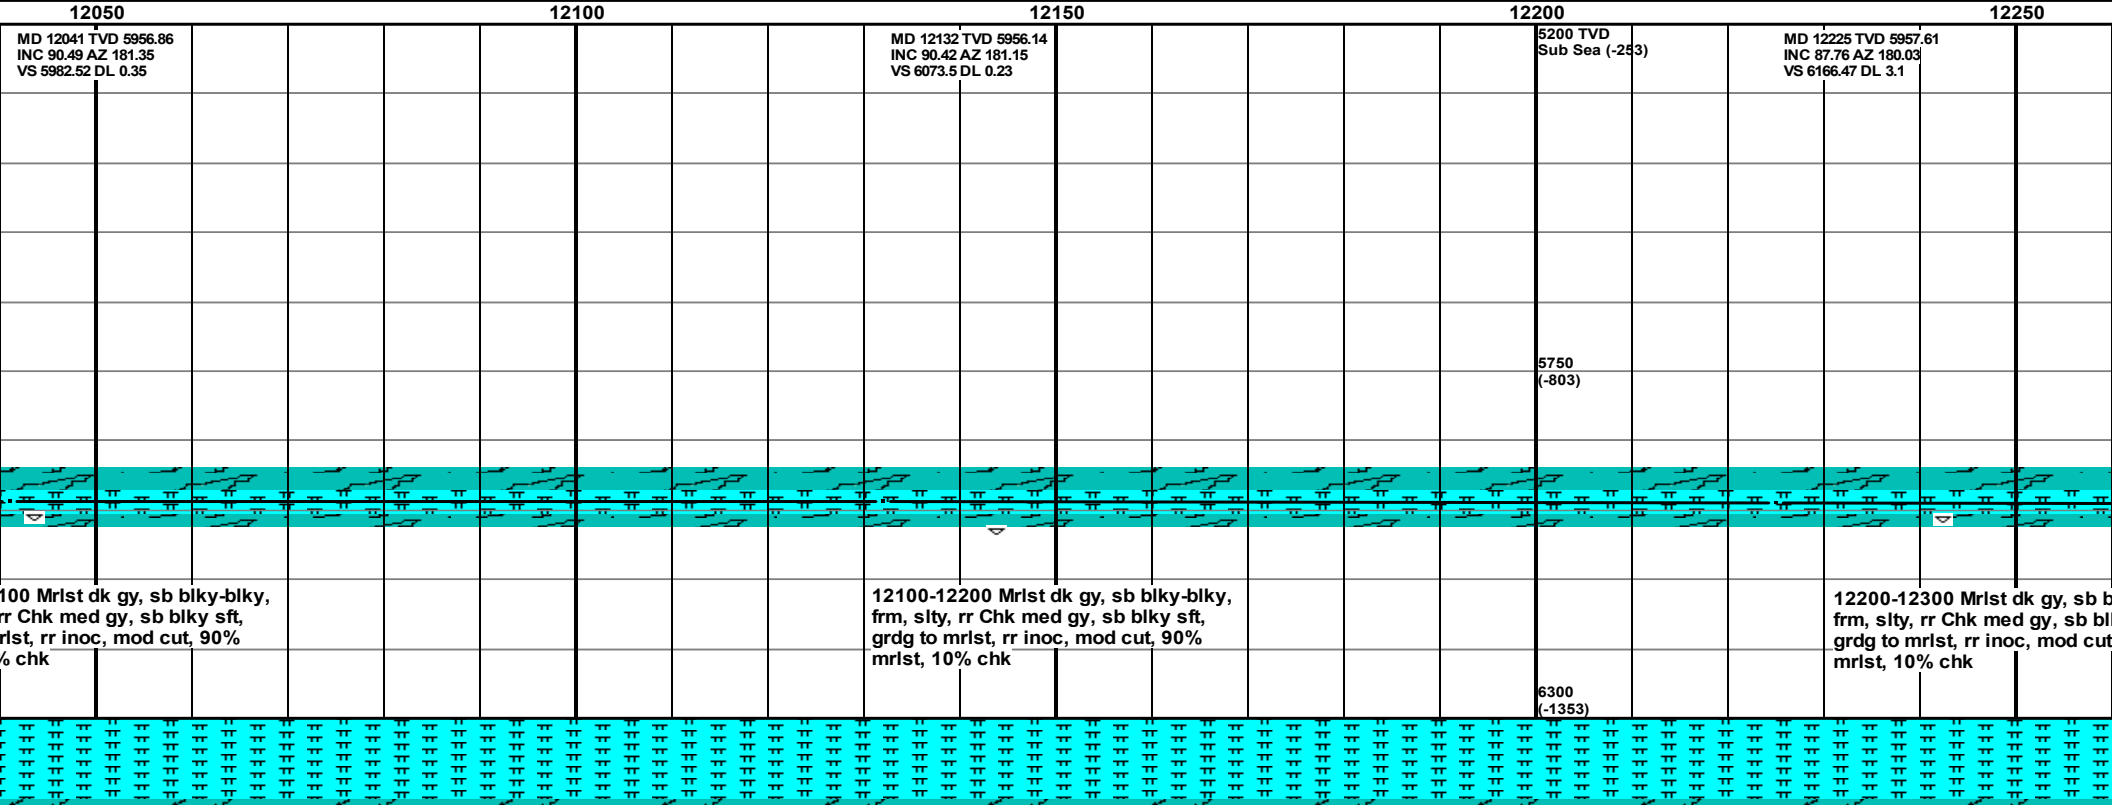 12050
12100
12150
12200
12250
MD 12041 TVD 5956.86
INC 90.49 AZ 181.35
VS 5982.52 DL 0.35
MD 12132 TVD 5956.14
INC 90.42 AZ 181.15
VS 6073.5 DL 0.23
5200 TVD
Sub Sea (-253)
MD 12225 TVD 5957.61
INC 87.76 AZ 180.03
VS 6166.47 DL 3.1
5750
(-803)
100 Mrlst dk gy, sb blky-blky,
rr Chk med gy, sb blky sft,
rlst, rr inoc, mod cut, 90%
% chk
12100-12200 Mrlst dk gy, sb blky-blky,
frm, slty, rr Chk med gy, sb blky sft,
grdg to mrlst, rr inoc, mod cut, 90%
mrlst, 10% chk
12200-12300 Mrlst dk gy, sb b
frm, slty, rr Chk med gy, sb bl
grdg to mrlst, rr inoc, mod cut
mrlst, 10% chk
6300
(-1353)